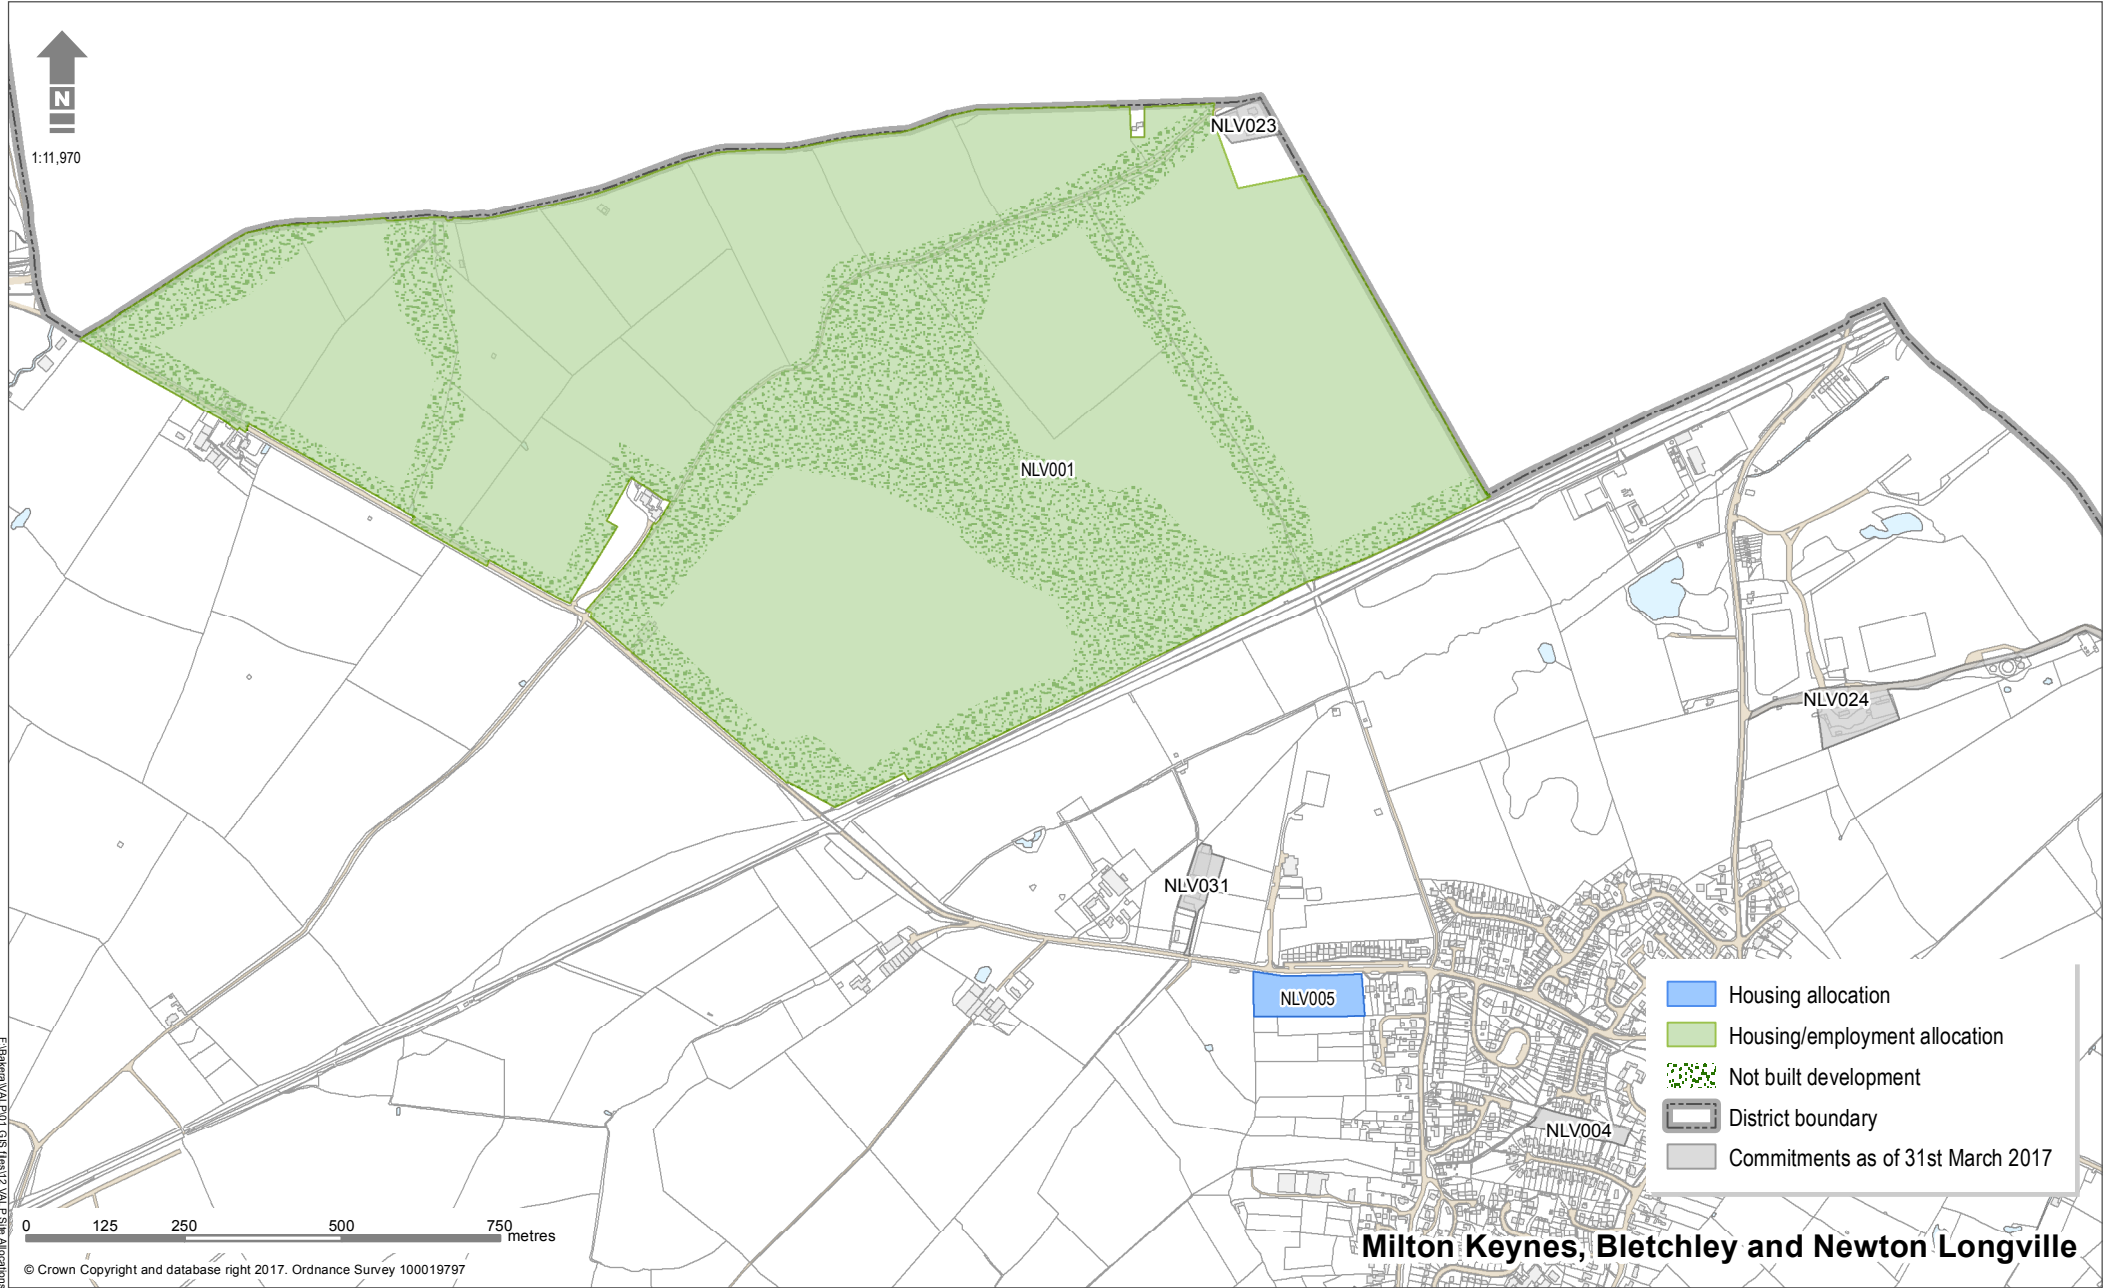 N
1:11,970
NLV023
NLV001
NLV024
NLV031
NLV005
NLV004
Housing allocation
Housing/employment allocation
Not built development
District boundary
Commitments as of 31st March 2017
0 125 250 500 750
metres
© Crown Copyright and database right 2017. Ordnance Survey 100019797
Milton Keynes, Bletchley and Newton Longville